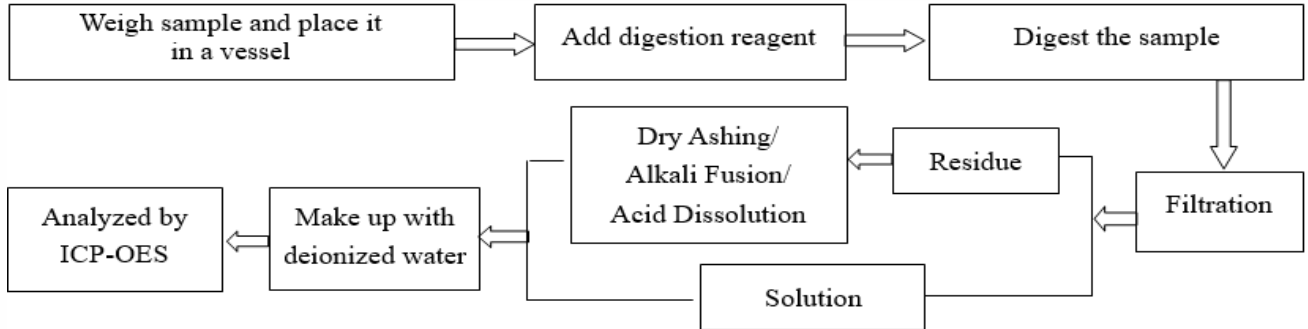 Weigh sample and place it
in a vessel
Add digestion reagent
Digest the sample
Filtration
Residue
Dry Ashing/
Alkali Fusion/
Acid Dissolution
Solution
Make up with
deionized water
Analyzed by
ICP-OES